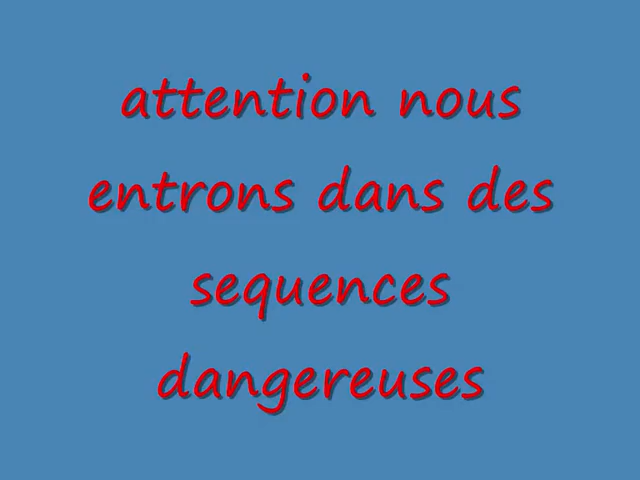 attention nous
entrons dans des
sequences
dangereuses